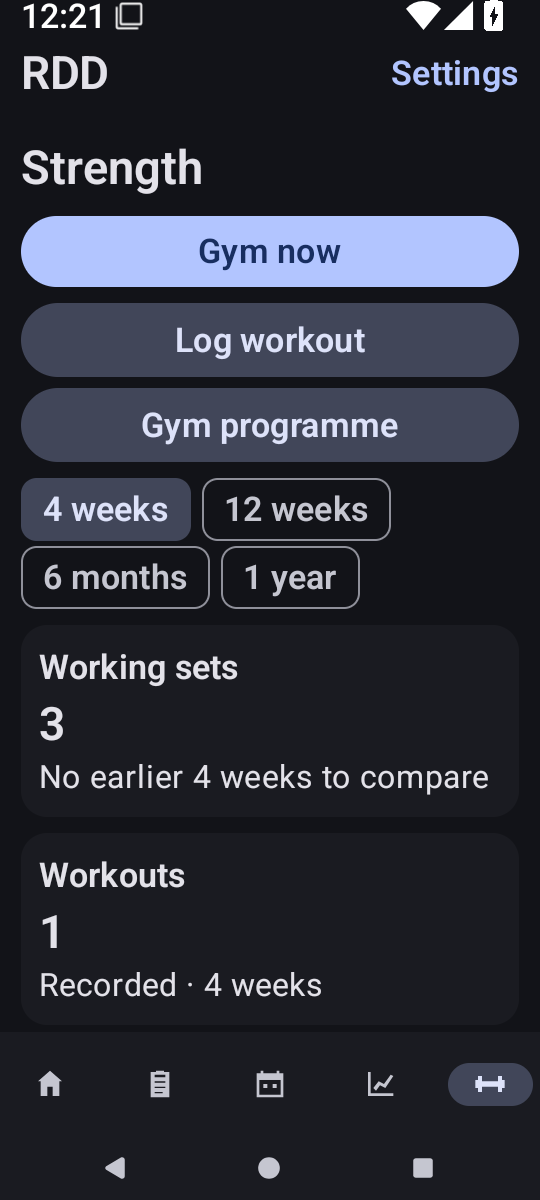 12:21
RDD
Settings
Strength
Gym now
Log workout
Gym programme
4 weeks
12 weeks
6 months
1 year
Working sets
3
No earlier 4 weeks to compare
Workouts
1
Recorded · 4 weeks